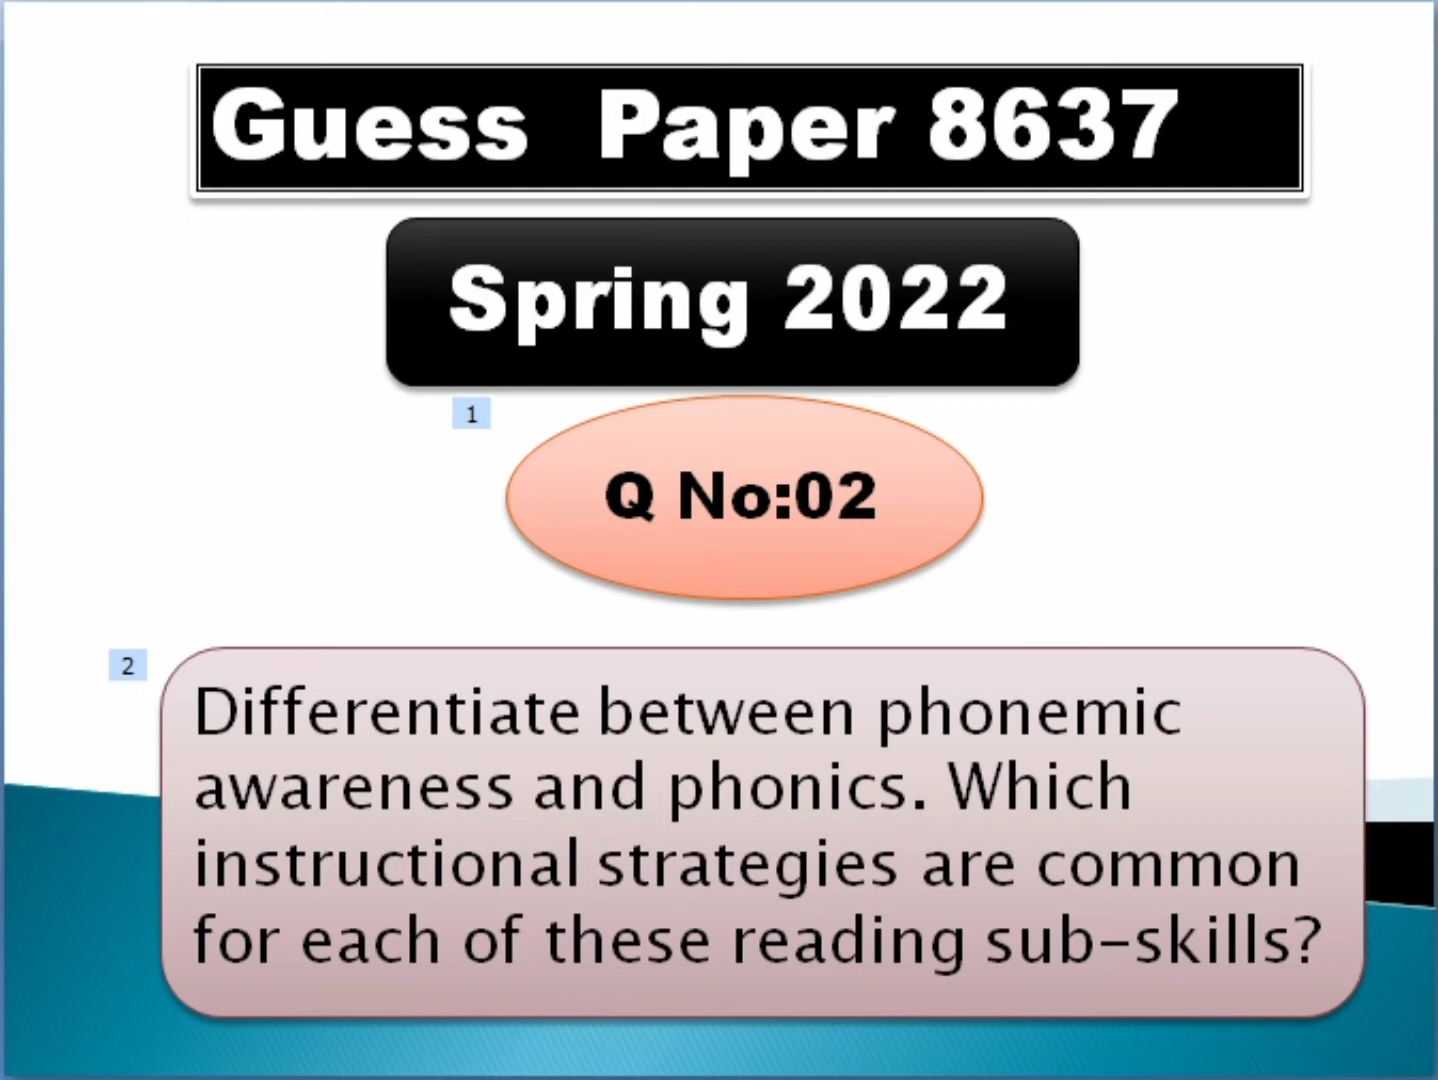 Guess Paper 8637
Spring 2022
1
Q No:02
2
Differentiate between phonemic
awareness and phonics. Which
instructional strategies are common
for each of these reading sub-skills?